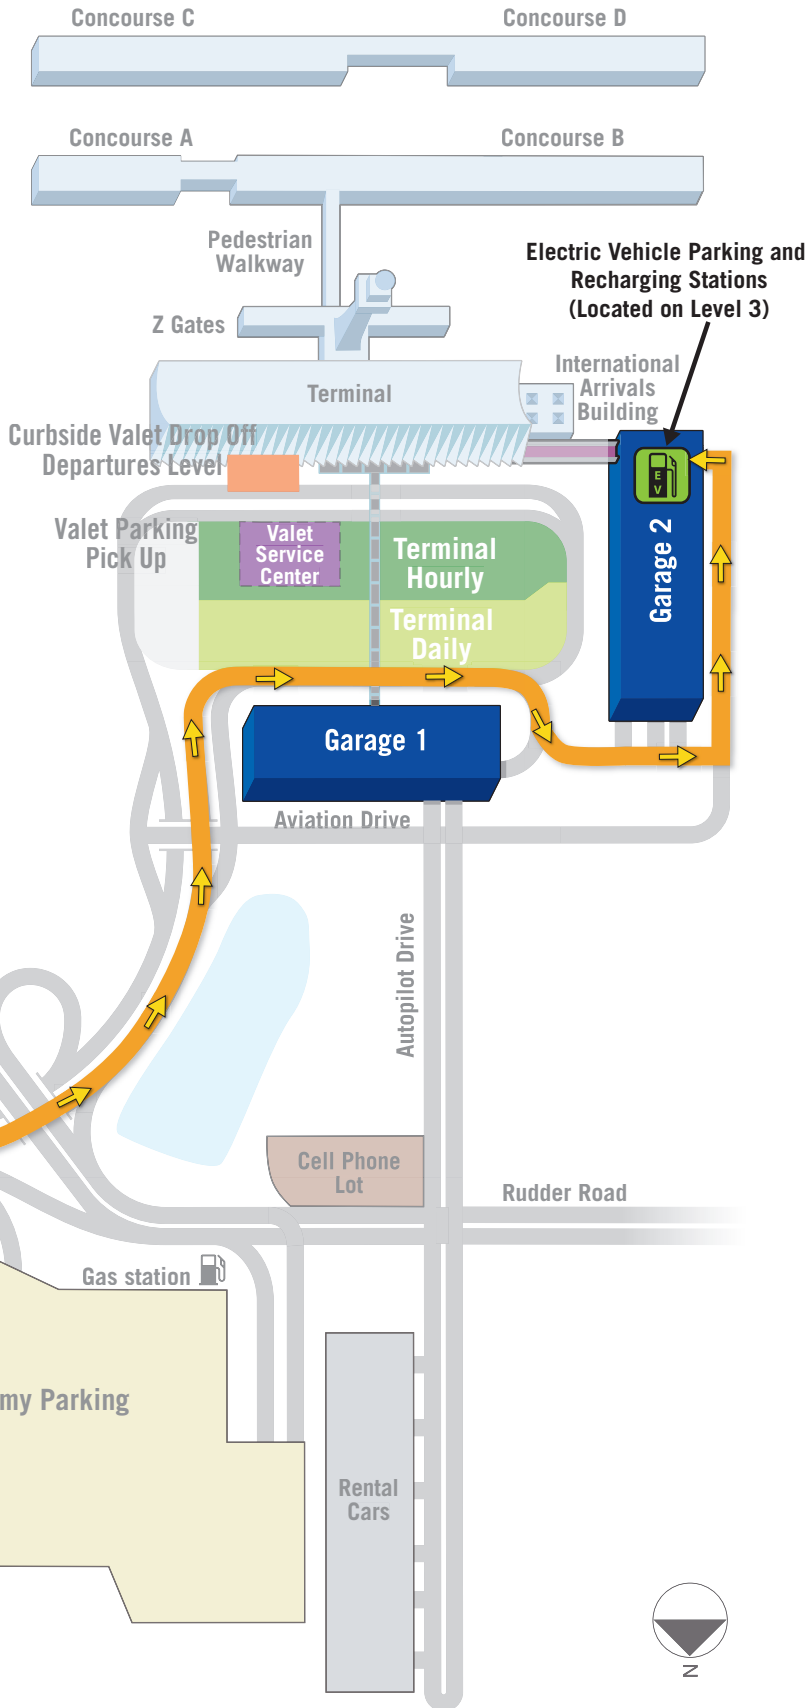 Concourse C
Concourse D
Concourse A
Concourse B
Pedestrian
Walkway
Electric Vehicle Parking and
Recharging Stations
(Located on Level 3)
Z Gates
International
Arrivals
Building
Terminal
Curbside Valet Drop Off
Departures Level
EV
Garage 2
Valet Parking
Pick Up
Valet
Service
Center
Terminal
Hourly
Terminal
Daily
Garage 1
Aviation Drive
Autopilot Drive
Cell Phone
Lot
Rudder Road
Gas station
my Parking
Rental
Cars
N